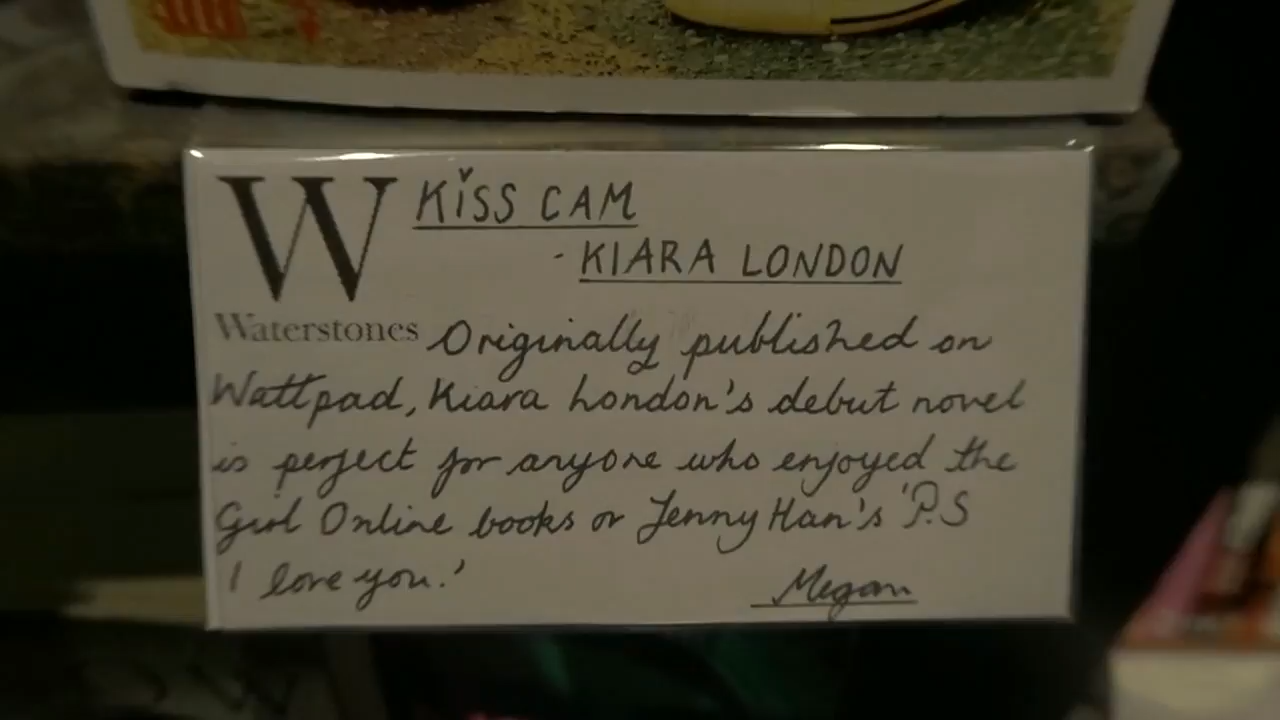 W KISS CAM
- KIARA LONDON
Waterstones Originally published on
Wattpad, Kiara London's debut novel
is perfect for anyone who enjoyed the
Girl Online books or Jenny Han's 'P.S
I love you.'
Megan